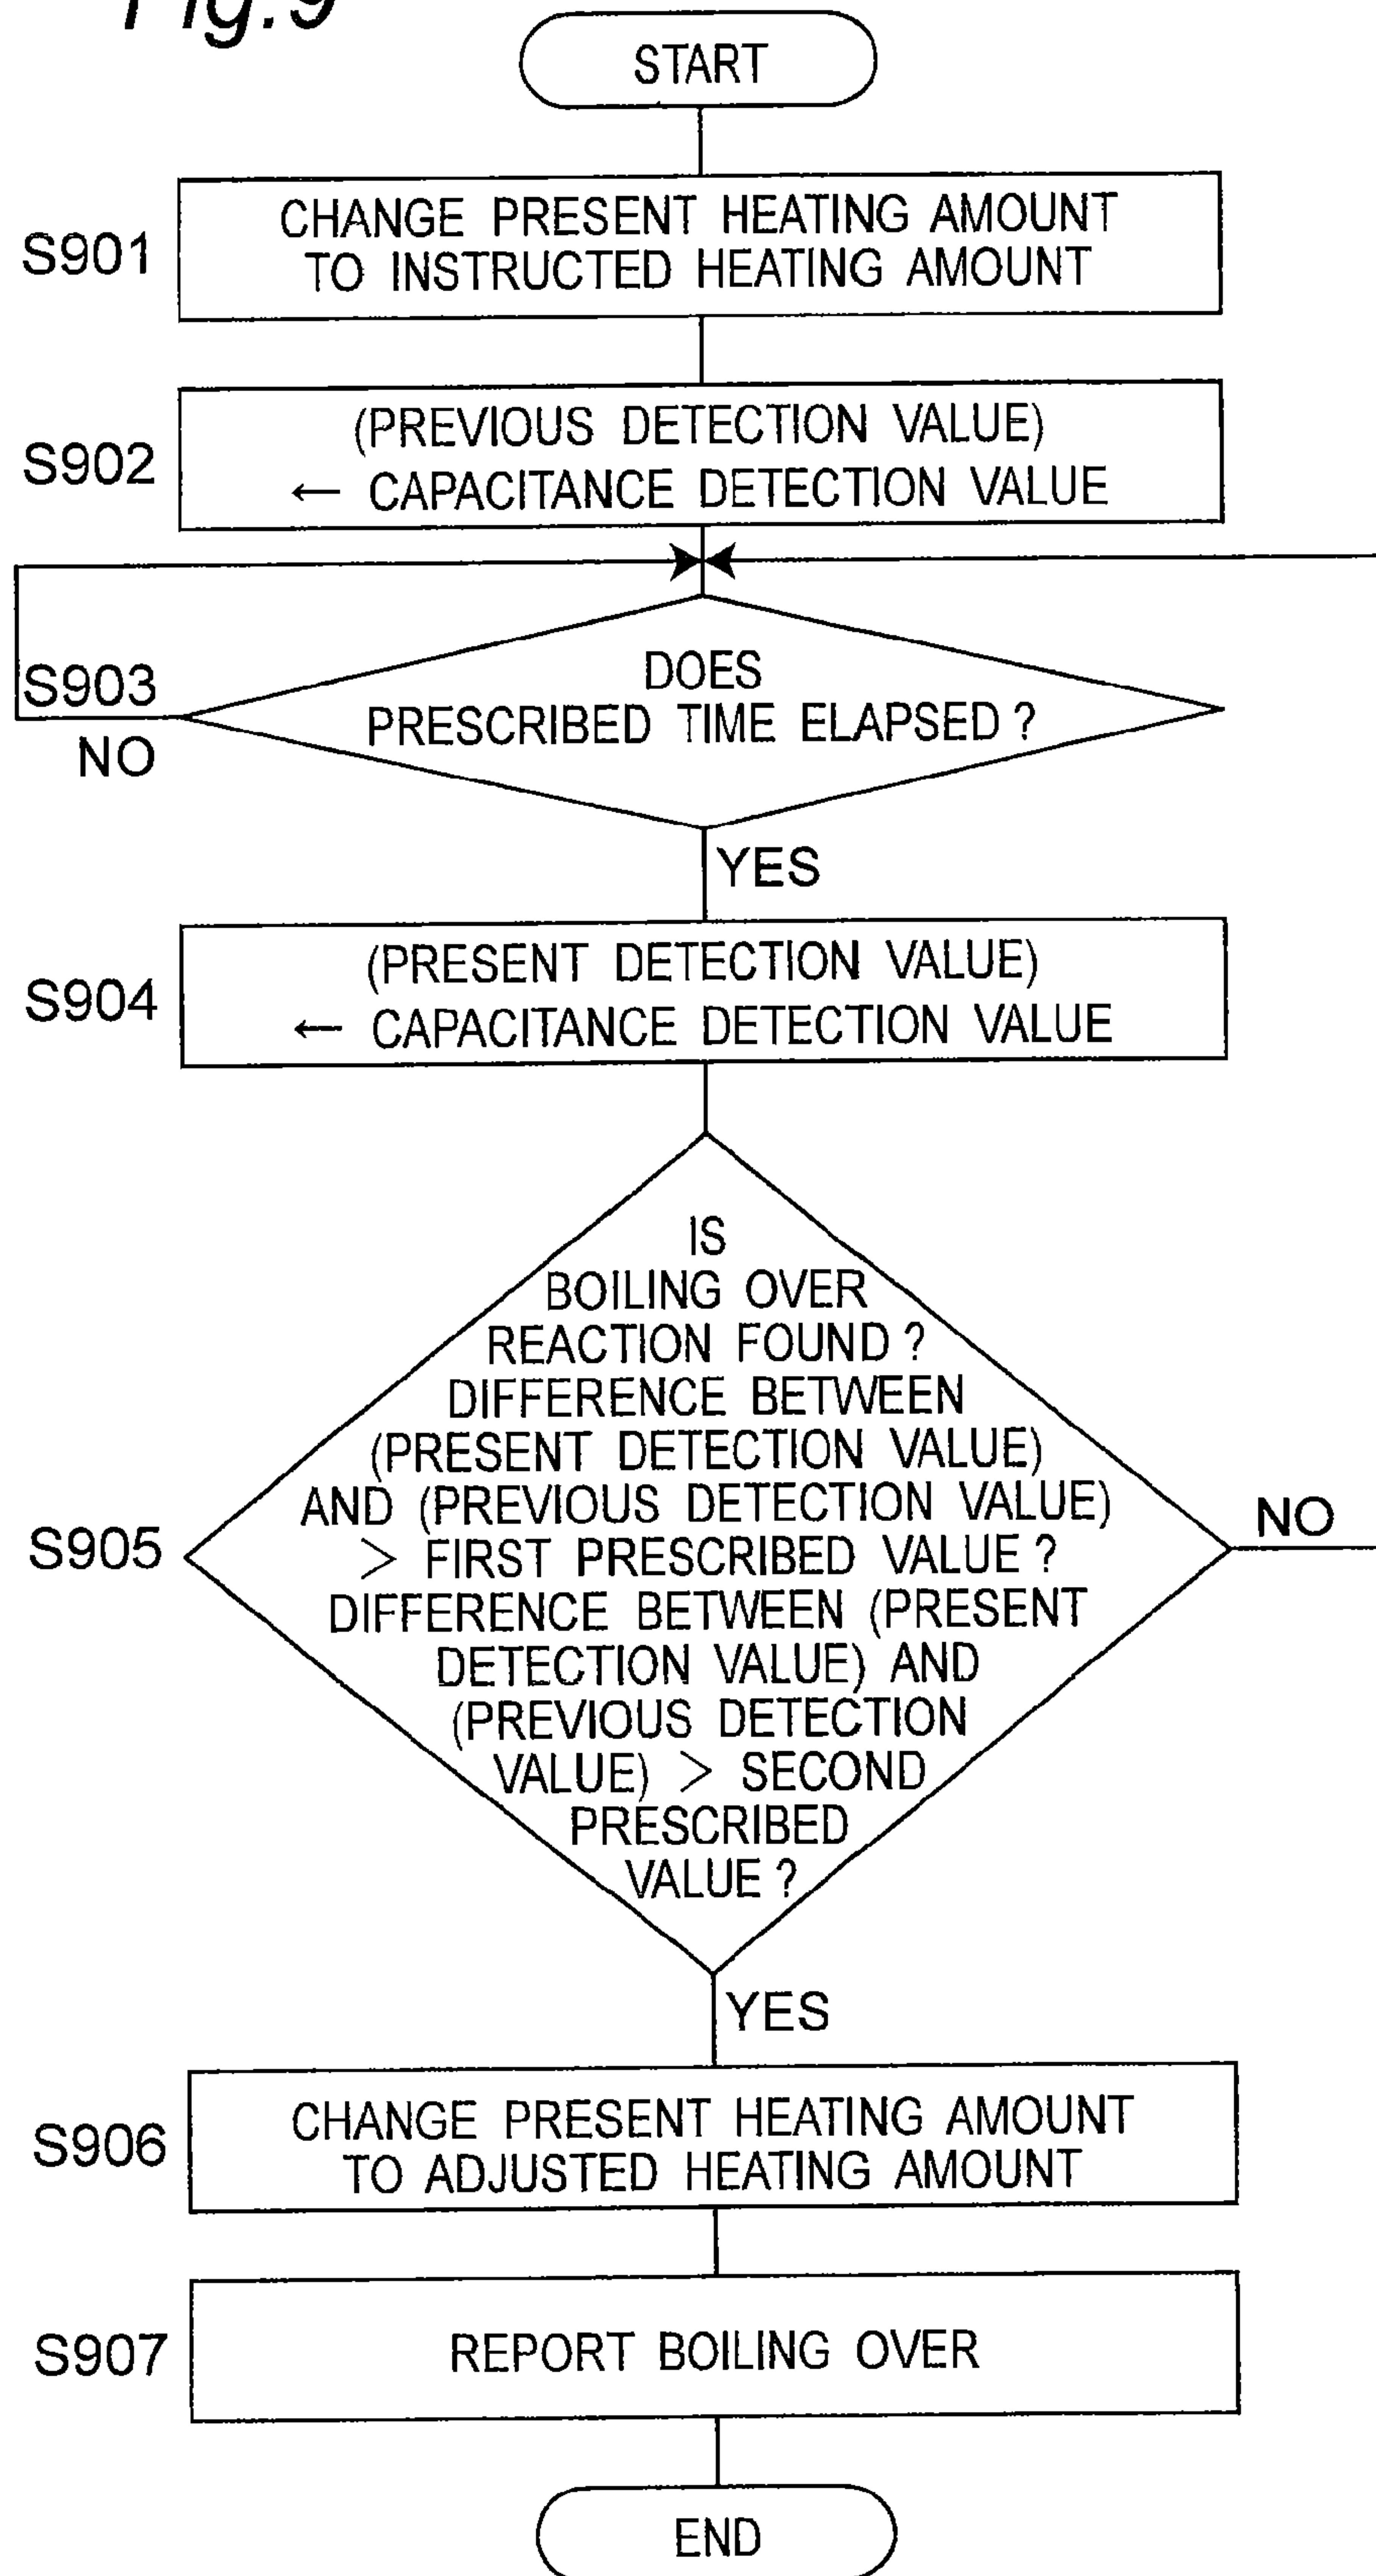 Fig.9
START
S901
CHANGE PRESENT HEATING AMOUNT
TO INSTRUCTED HEATING AMOUNT
S902
(PREVIOUS DETECTION VALUE)
← CAPACITANCE DETECTION VALUE
S903
NO
DOES
PRESCRIBED TIME ELAPSED ?
YES
S904
(PRESENT DETECTION VALUE)
← CAPACITANCE DETECTION VALUE
S905
IS
BOILING OVER
REACTION FOUND ?
DIFFERENCE BETWEEN
(PRESENT DETECTION VALUE)
AND (PREVIOUS DETECTION VALUE)
> FIRST PRESCRIBED VALUE ?
DIFFERENCE BETWEEN (PRESENT
DETECTION VALUE) AND
(PREVIOUS DETECTION
VALUE) > SECOND
PRESCRIBED
VALUE ?
NO
YES
S906
CHANGE PRESENT HEATING AMOUNT
TO ADJUSTED HEATING AMOUNT
S907
REPORT BOILING OVER
END